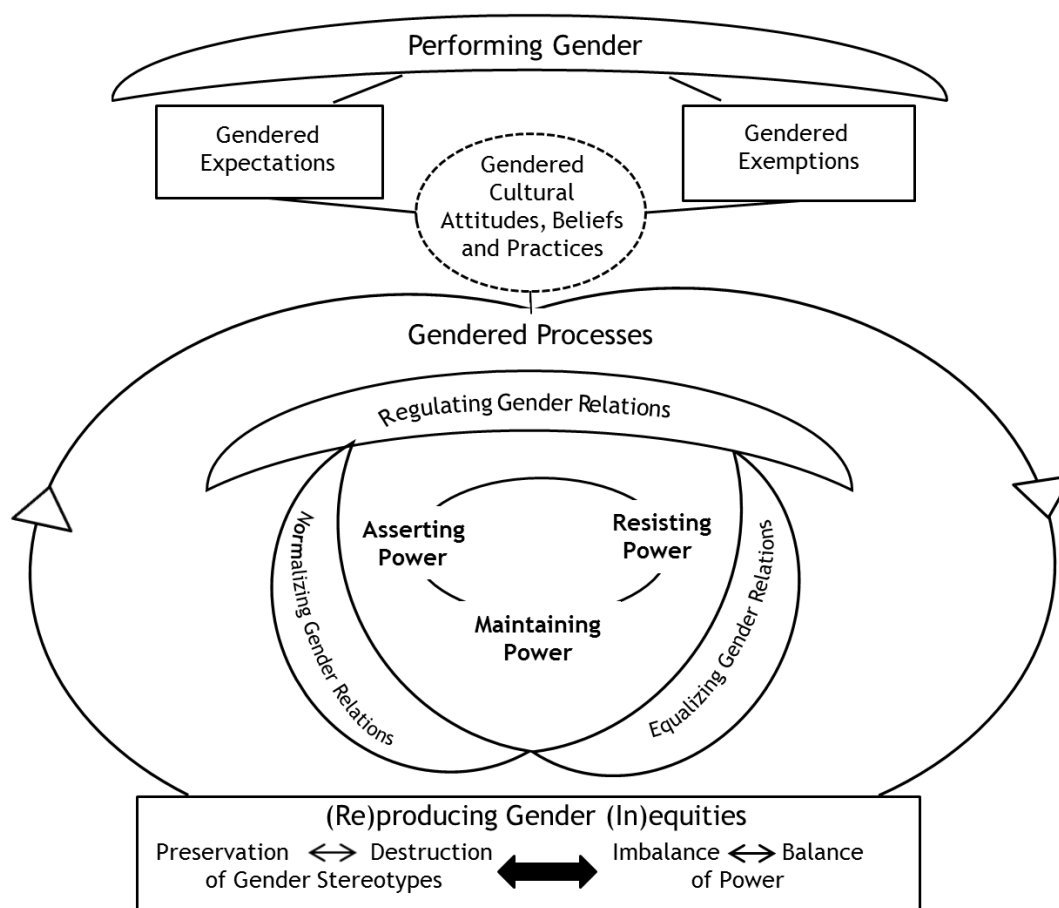 Performing Gender
Gendered
Expectations
Gendered
Exemptions
Gendered
Cultural
Attitudes, Beliefs
and Practices
Gendered Processes
Regulating Gender Relations
Normalizing Gender Relations
Asserting
Power
Resisting
Power
Maintaining
Power
Equalizing Gender Relations
(Re)producing Gender (In)equities
Preservation Destruction
of Gender Stereotypes
Imbalance Balance
of Power